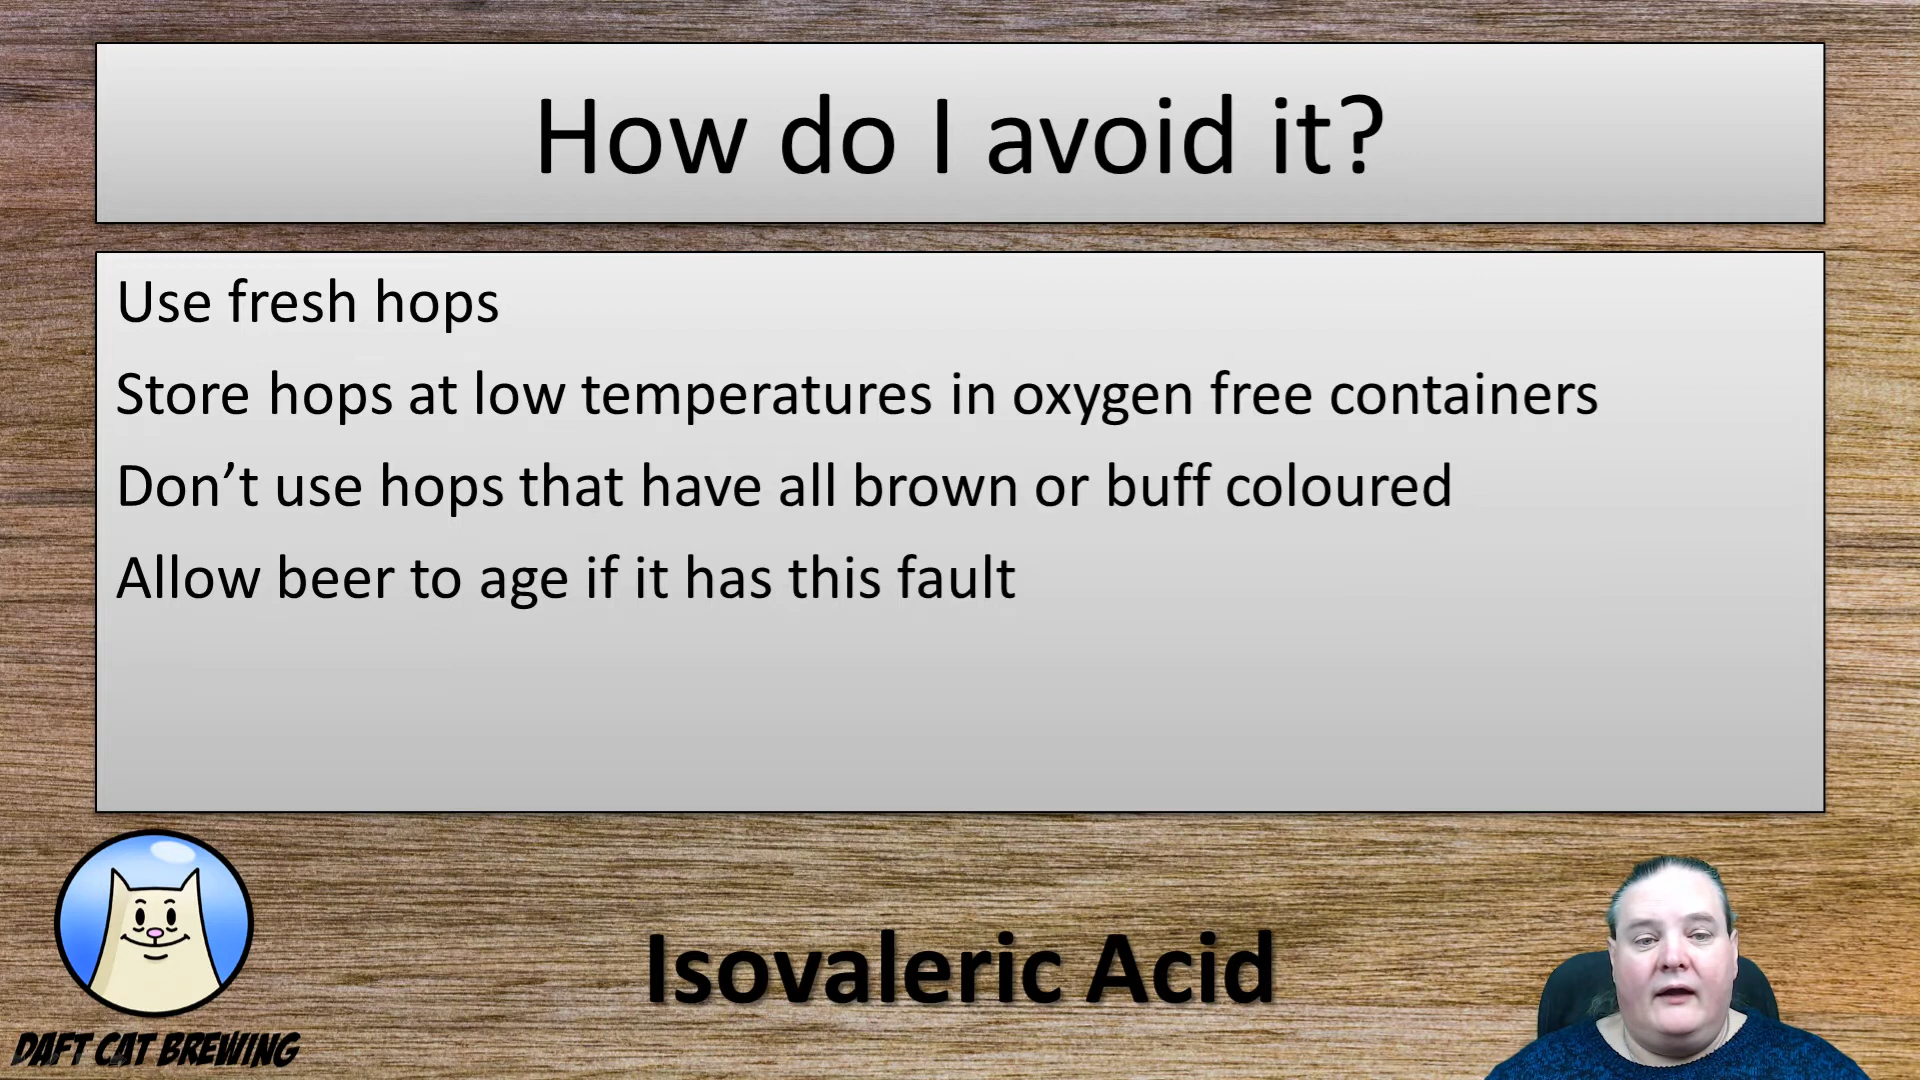 How do I avoid it?
Use fresh hops
Store hops at low temperatures in oxygen free containers
Don’t use hops that have all brown or buff coloured
Allow beer to age if it has this fault
Isovaleric Acid
DAFT CAT BREWING